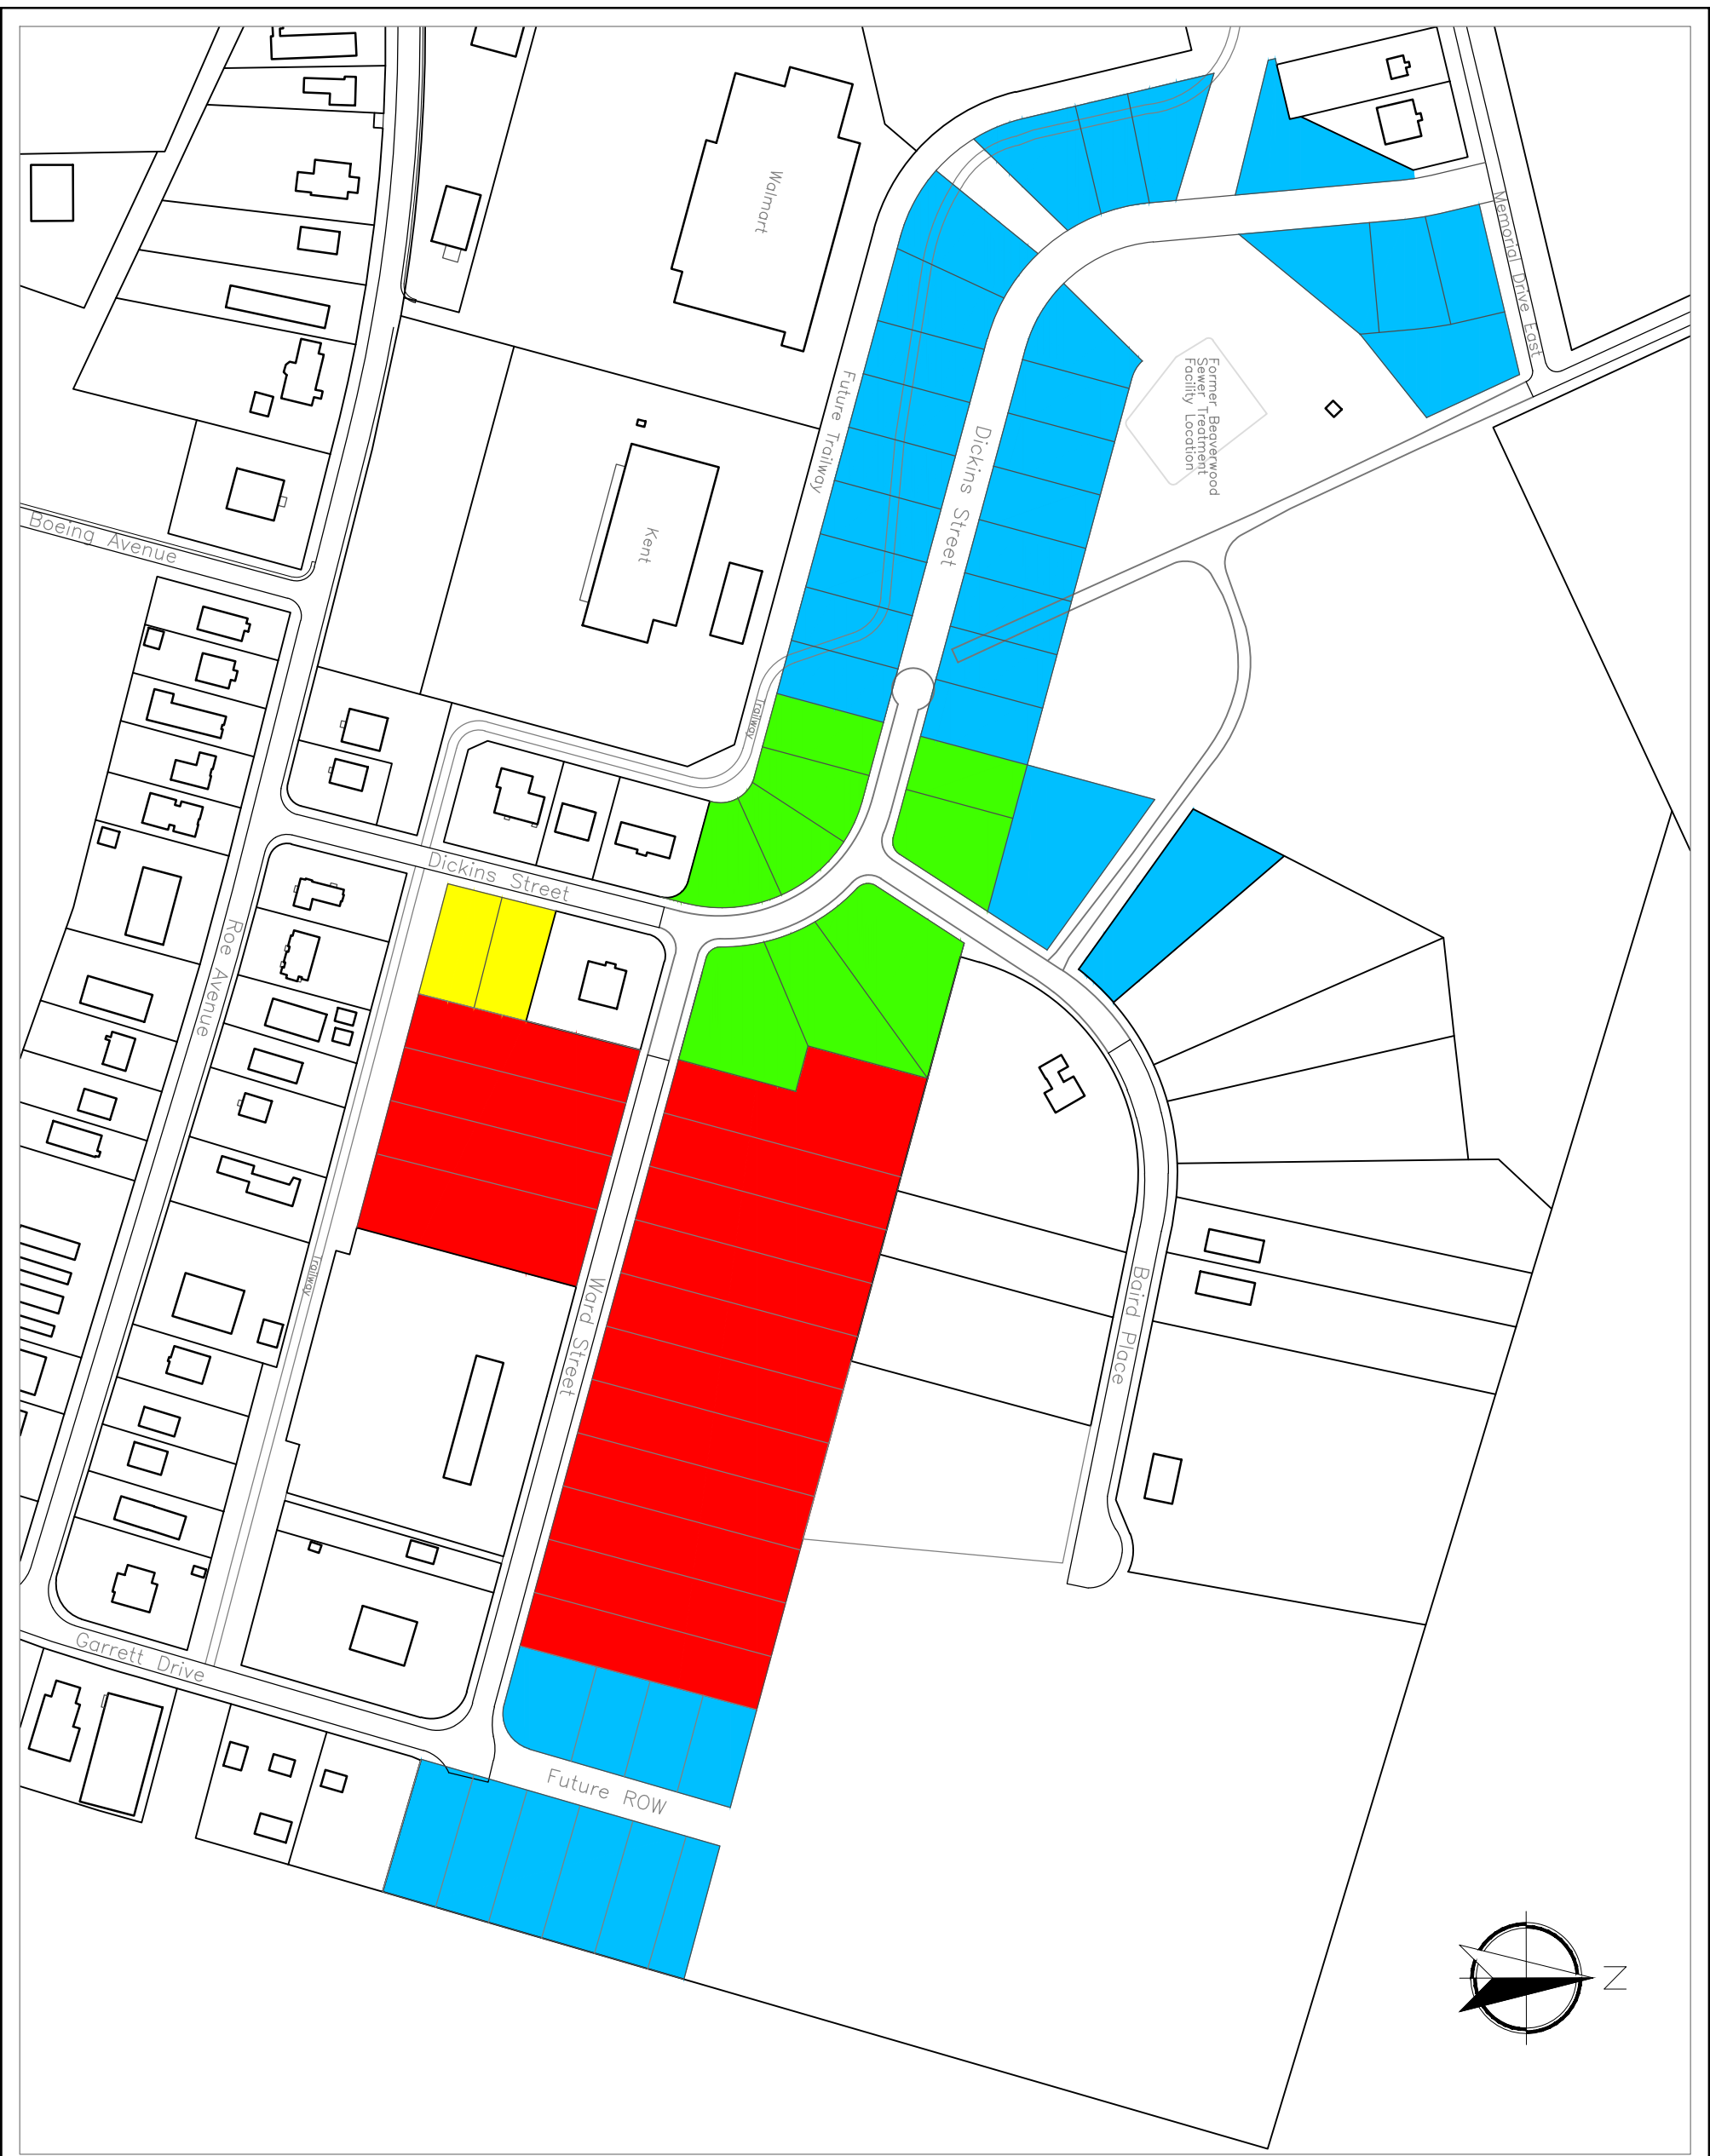 Walmart
Memorial Drive East
Former Beaverwood
Sewer Treatment
Facility Location
Future Trailway
Dickins Street
Kent
Boeing Avenue
Trailway
Dickins Street
Roe Avenue
Trailway
Ward Street
Baird Place
Garrett Drive
Future ROW
N